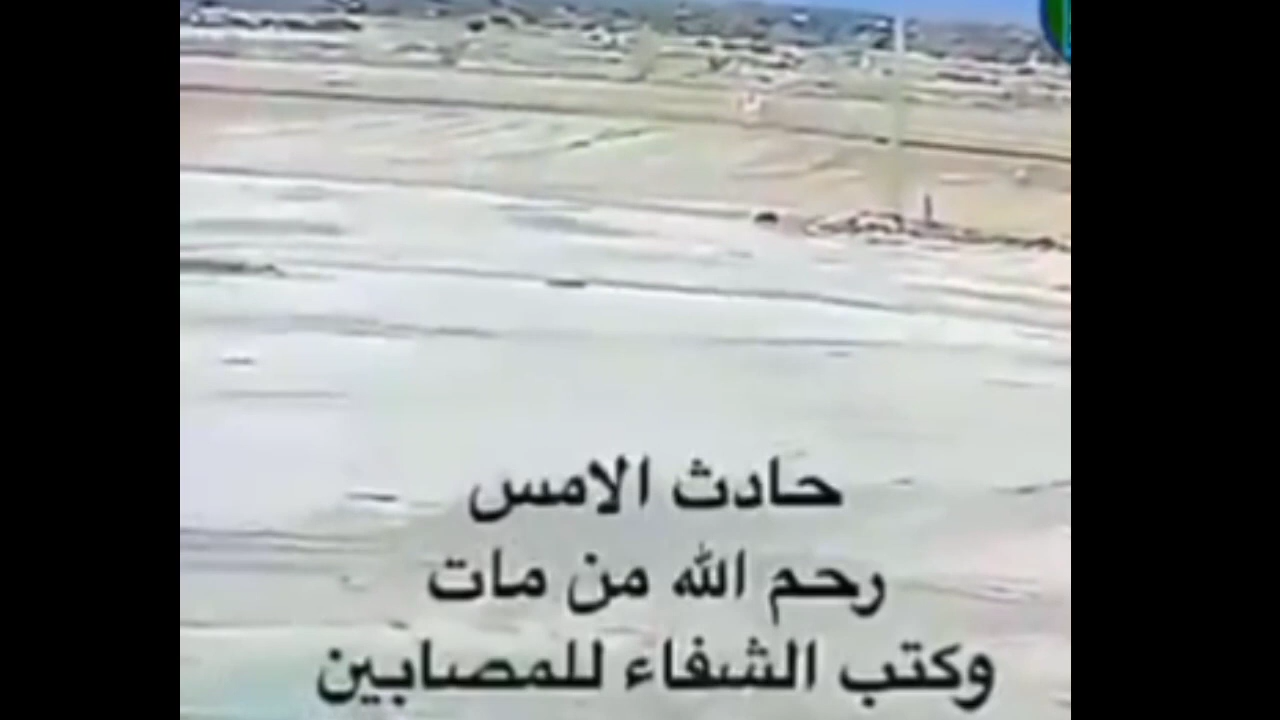 حادث الامس
رحم الله من مات
وكتب الشفاء للمصابين